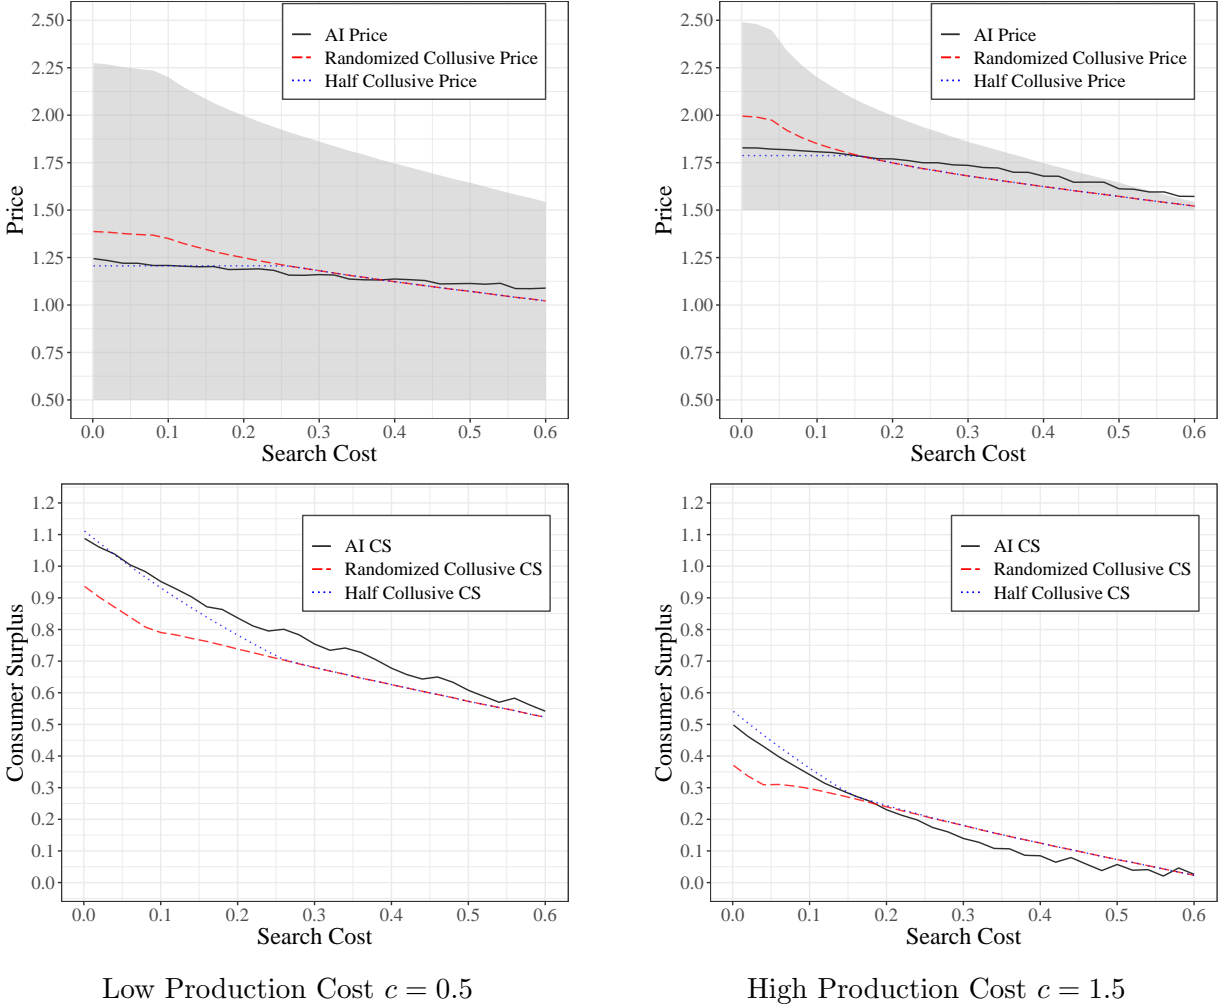 2.50
2.25
2.00
1.75
1.50
1.25
1.00
0.75
0.50
Price
AI Price
Randomized Collusive Price
Half Collusive Price
0.0 0.1 0.2 0.3 0.4 0.5 0.6
Search Cost
2.50
2.25
2.00
1.75
1.50
1.25
1.00
0.75
0.50
Price
AI Price
Randomized Collusive Price
Half Collusive Price
0.0 0.1 0.2 0.3 0.4 0.5 0.6
Search Cost
1.2
1.1
1.0
0.9
0.8
0.7
0.6
0.5
0.4
0.3
0.2
0.1
0.0
Consumer Surplus
AI CS
Randomized Collusive CS
Half Collusive CS
0.0 0.1 0.2 0.3 0.4 0.5 0.6
Search Cost
1.2
1.1
1.0
0.9
0.8
0.7
0.6
0.5
0.4
0.3
0.2
0.1
0.0
Consumer Surplus
AI CS
Randomized Collusive CS
Half Collusive CS
0.0 0.1 0.2 0.3 0.4 0.5 0.6
Search Cost
Low Production Cost c = 0.5
High Production Cost c = 1.5